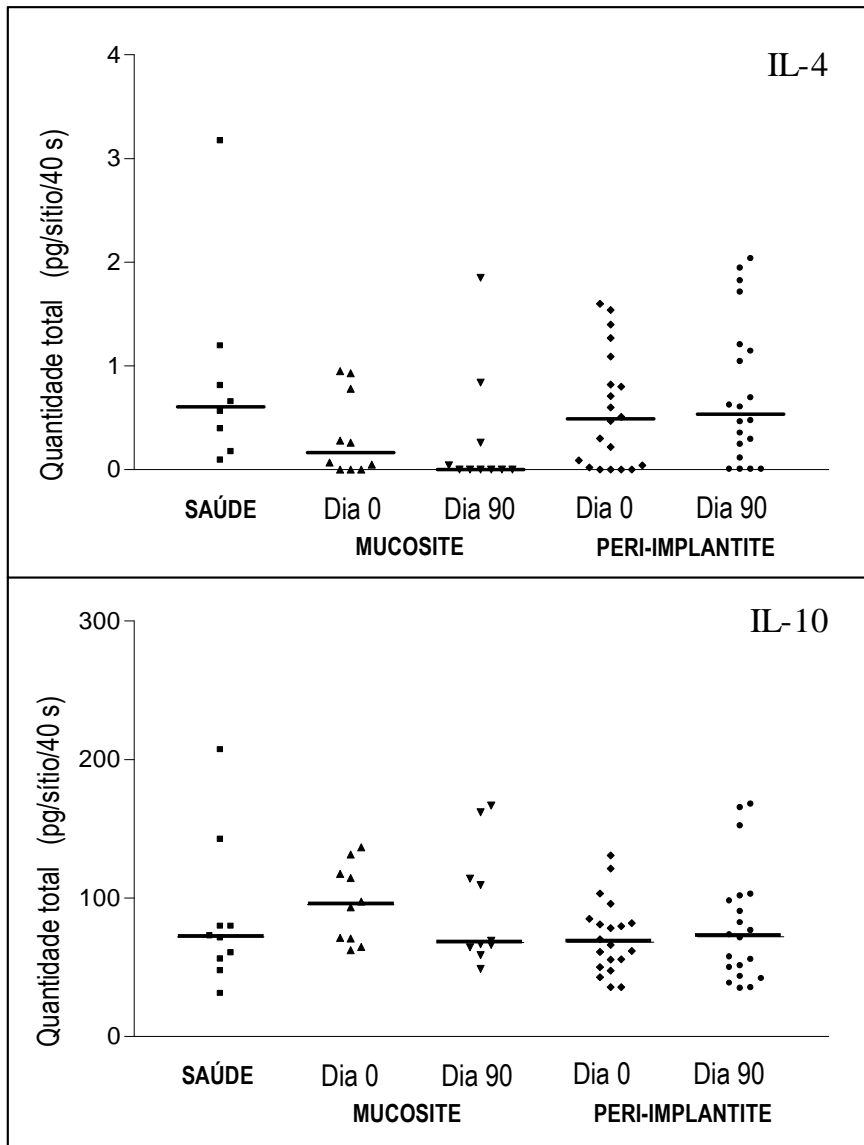 IL-4
Quantidade total (pg/sítio/40 s)
4
3
2
1
0
SAÚDE Dia 0 Dia 90 Dia 0 Dia 90
MUCOSITE PERI-IMPLANTITE
IL-10
Quantidade total (pg/sítio/40 s)
300
200
100
0
SAÚDE Dia 0 Dia 90 Dia 0 Dia 90
MUCOSITE PERI-IMPLANTITE